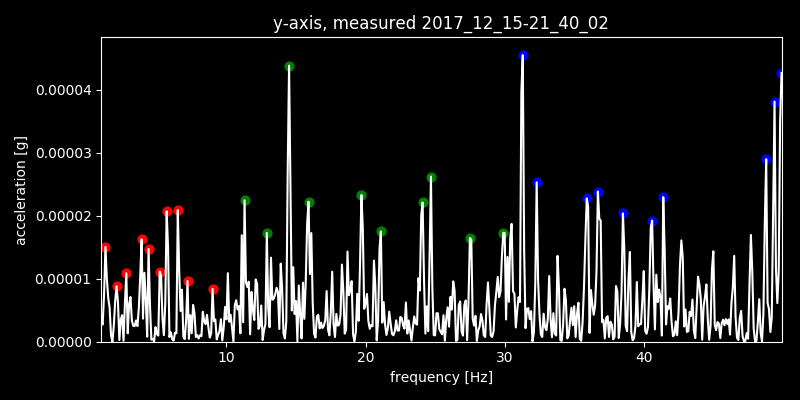 y-axis, measured 2017_12_15-21_40_02
acceleration [g]
0.00004
0.00003
0.00002
0.00001
0.00000
10 20 30 40
frequency [Hz]